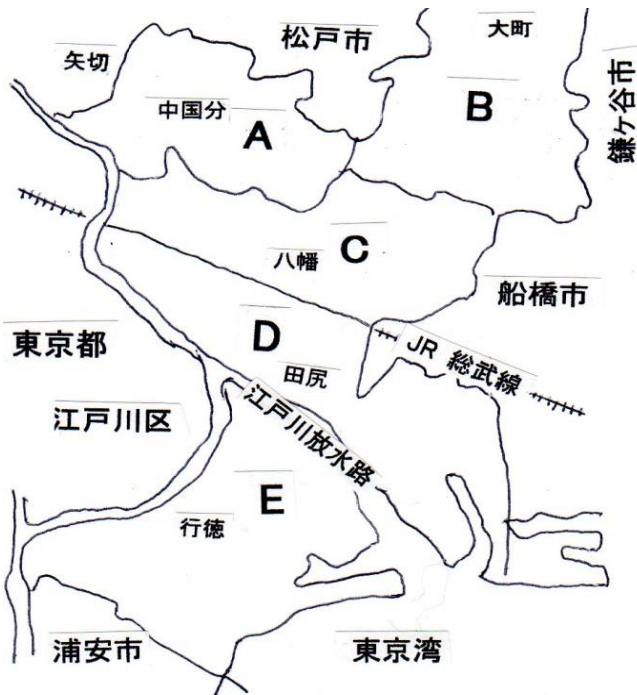 松戸市
大町
矢切
鎌ヶ谷市
中国分
A
B
C
八幡
船橋市
東京都
D
JR 総武線
田尻
江戸川区
江戸川放水路
E
行徳
浦安市
東京湾